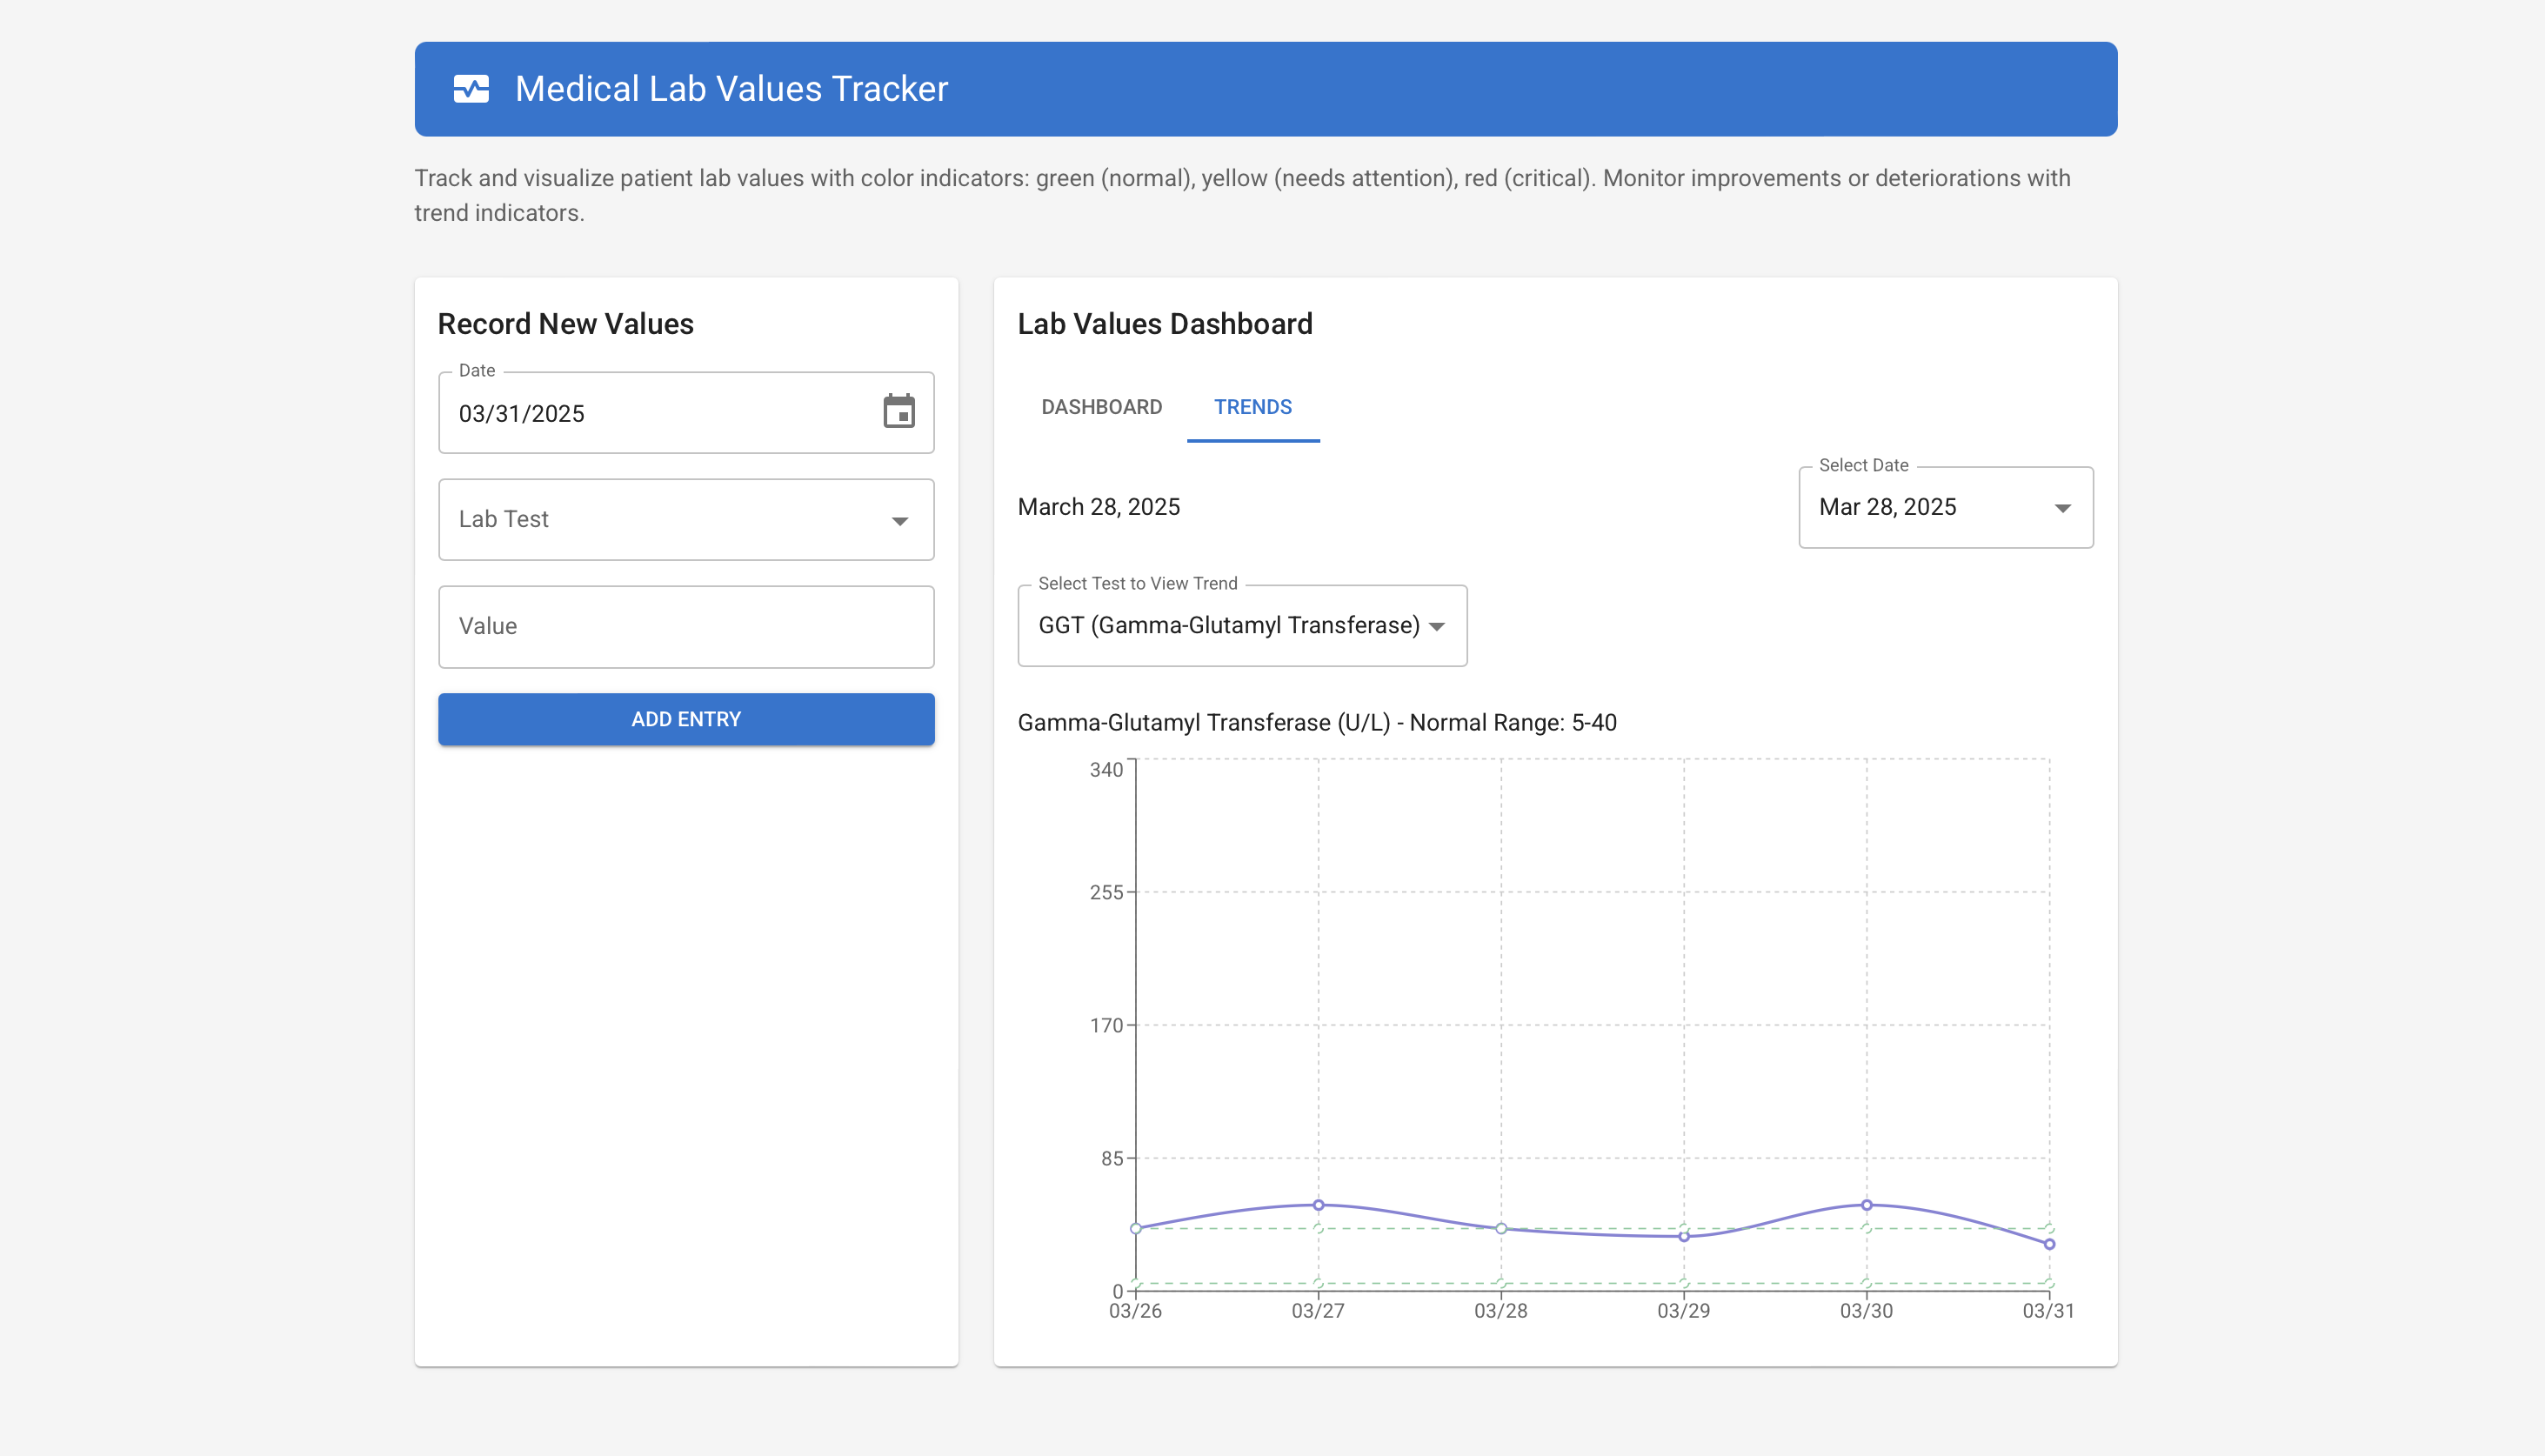 Medical Lab Values Tracker
Track and visualize patient lab values with color indicators: green (normal), yellow (needs attention), red (critical). Monitor improvements or deteriorations with
trend indicators.
Record New Values
Date
03/31/2025
Lab Test
Value
ADD ENTRY
Lab Values Dashboard
DASHBOARD TRENDS
March 28, 2025
Select Date
Mar 28, 2025
Select Test to View Trend
GGT (Gamma-Glutamyl Transferase)
Gamma-Glutamyl Transferase (U/L) - Normal Range: 5-40
340
255
170
85
0
03/26 03/27 03/28 03/29 03/30 03/31